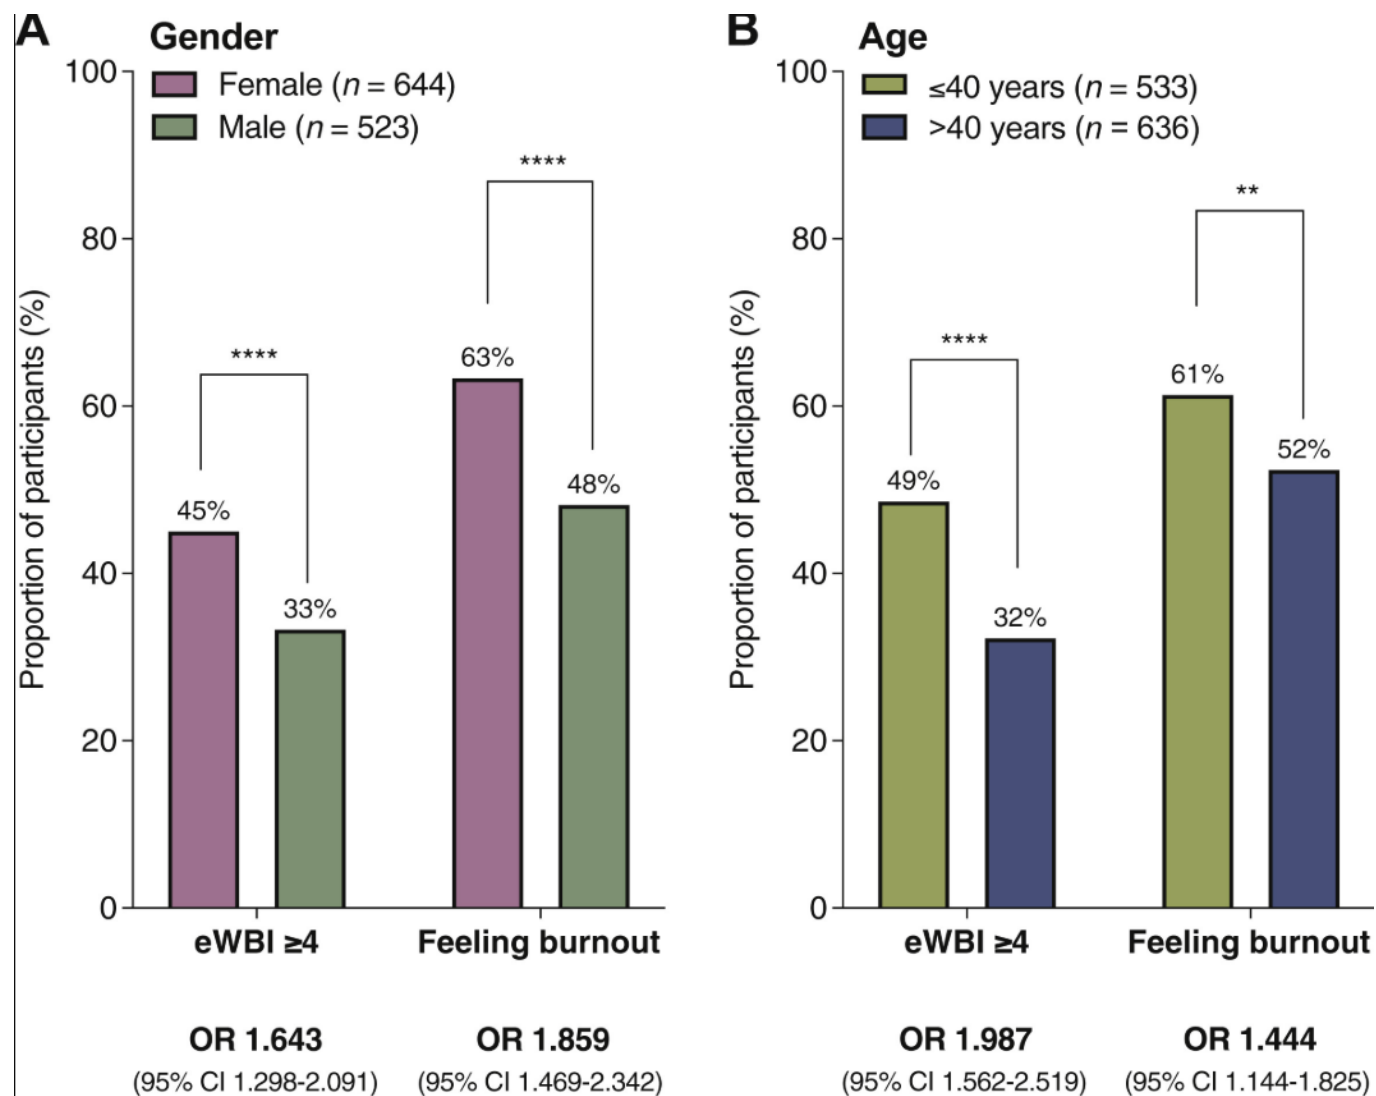 A Gender
Female (n = 644)
Male (n = 523)
Proportion of participants (%)
100
80
60
40
20
0
****
****
45%
33%
63%
48%
eWBI ≥4
Feeling burnout
OR 1.643
(95% CI 1.298-2.091)
OR 1.859
(95% CI 1.469-2.342)
B Age
≤40 years (n = 533)
>40 years (n = 636)
Proportion of participants (%)
100
80
60
40
20
0
****
**
49%
32%
61%
52%
eWBI ≥4
Feeling burnout
OR 1.987
(95% CI 1.562-2.519)
OR 1.444
(95% CI 1.144-1.825)